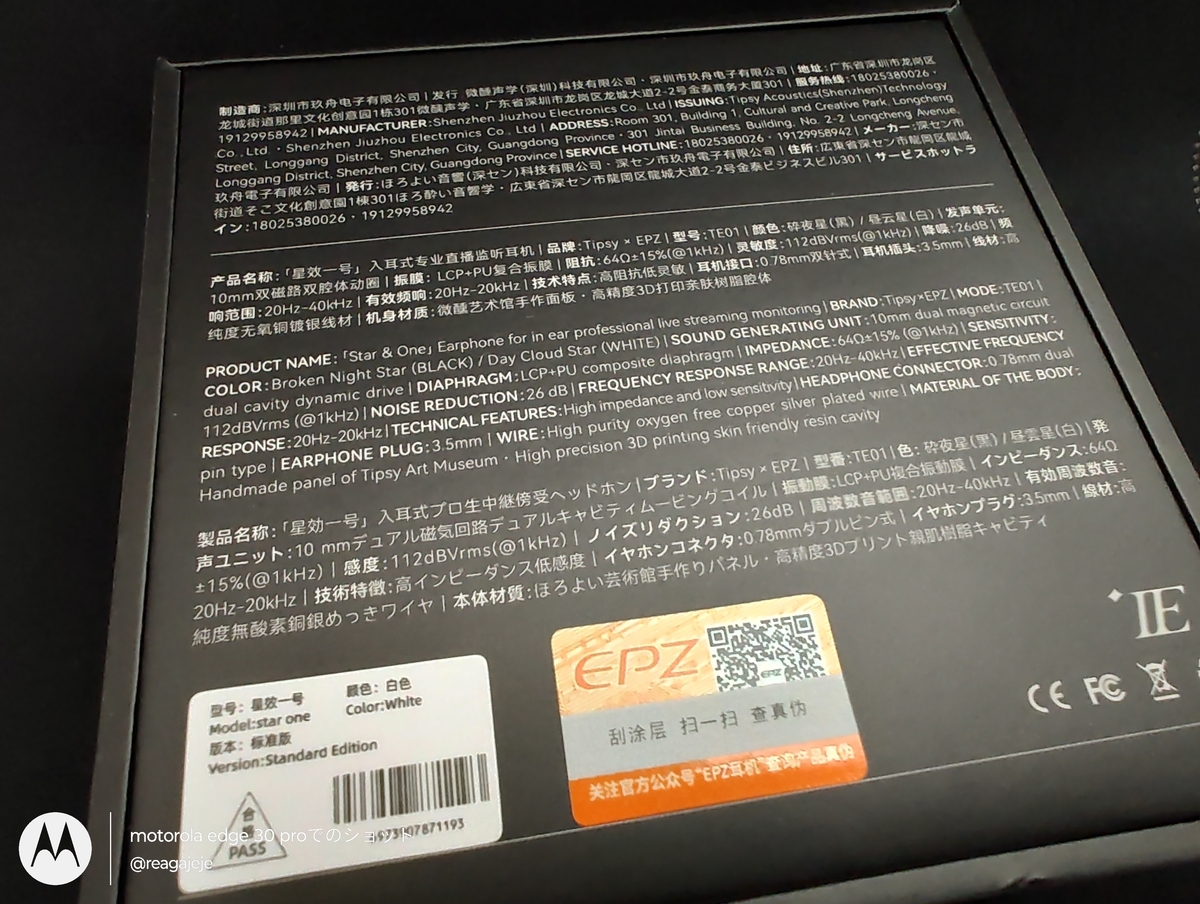 制造商:深圳市玖舟电子有限公司 | 发行 微醺声学(深圳)科技有限公司 · 深圳市玖舟电子有限公司 | 地址:广东省深圳市龙岗区
龙城街道那里文化创意园1栋301微醺声学 · 广东省深圳市龙岗区龙城大道2-2号金泰商务大厦301 | 服务热线:18025380026 ·
19129958942 | MANUFACTURER:Shenzhen Jiuzhou Electronics Co., Ltd | ISSUING:Tipsy Acoustics(Shenzhen)Technology
Co., Ltd · Shenzhen Jiuzhou Electronics Co., Ltd | ADDRESS:Room 301, Building 1, Cultural and Creative Park, Longcheng
Street, Longgang District, Shenzhen City, Guangdong Province · 301 Jintai Business Building, No. 2-2 Longcheng Avenue,
Longgang District, Shenzhen City, Guangdong Province | SERVICE HOTLINE:18025380026 · 19129958942 | メーカー:深セン市
玖舟電子有限公司 | 発行:ほろよい音響(深セン)科技有限公司 · 深セン市玖舟電子有限公司 | 住所:広東省深セン市龍岡区龍城
街道そこ文化創意園1棟301ほろ酔い音響学 · 広東省深セン市龍岡区龍城大道2-2号金泰ビジネスビル301 | サービスホットラ
イン:18025380026 · 19129958942
产品名称:「星效一号」入耳式专业直播监听耳机 | 品牌:Tipsy × EPZ | 型号:TE01 | 颜色:碎夜星(黑) / 昼云星(白) | 发声单元:
10mm双磁路双腔体动圈 | 振膜: LCP+PU复合振膜 | 阻抗:64Ω±15%(@1kHz) | 灵敏度:112dBVrms(@1kHz) | 降噪:26dB | 频
响范围:20Hz-40kHz | 有效频响:20Hz-20kHz | 技术特点:高阻抗低灵敏 | 耳机接口:0.78mm双针式 | 耳机插头:3.5mm | 线材:高
纯度无氧铜镀银线材 | 机身材质:微醺艺术馆手作面板 · 高精度3D打印亲肤树脂腔体
PRODUCT NAME:「Star & One」Earphone for in ear professional live streaming monitoring | BRAND:Tipsy×EPZ | MODE:TE01 |
COLOR:Broken Night Star (BLACK) / Day Cloud Star (WHITE) | SOUND GENERATING UNIT:10mm dual magnetic circuit
dual cavity dynamic drive | DIAPHRAGM:LCP+PU composite diaphragm | IMPEDANCE:64Ω±15% (@1kHz) | SENSITIVITY:
112dBVrms (@1kHz) | NOISE REDUCTION:26 dB | FREQUENCY RESPONSE RANGE:20Hz-40kHz | EFFECTIVE FREQUENCY
RESPONSE:20Hz-20kHz | TECHNICAL FEATURES:High impedance and low sensitivity | HEADPHONE CONNECTOR:0.78mm dual
pin type | EARPHONE PLUG:3.5mm | WIRE:High purity oxygen free copper silver plated wire | MATERIAL OF THE BODY:
Handmade panel of Tipsy Art Museum · High precision 3D printing skin friendly resin cavity
製品名称:「星効一号」入耳式プロ生中継傍受ヘッドホン | ブランド:Tipsy × EPZ | 型番:TE01 | 色: 碎夜星(黒) / 昼雲星(白) | 発
声ユニット:10 mmデュアル磁気回路デュアルキャビティムービングコイル | 振動膜:LCP+PU複合振動膜 | インピーダンス:64Ω
±15%(@1kHz) | 感度:112dBVrms(@1kHz) | ノイズリダクション:26dB | 周波数音範囲:20Hz-40kHz | 有効周波数音:
20Hz-20kHz | 技術特徴:高インピーダンス低感度 | イヤホンコネクタ:0.78mmダブルピン式 | イヤホンプラグ:3.5mm | 線材:高
純度無酸素銅銀めっきワイヤ | 本体材質:ほろよい芸術館手作りパネル · 高精度3Dプリント親肌樹脂キャビティ
型号：星效一号 颜色：白色
Model:star one Color:White
版本：标准版
Version:Standard Edition
合格
PASS
07871193
EPZ
EPZ
刮涂层 扫一扫 查真伪
关注官方公众号"EPZ耳机"查询产品真伪
IE
CE FC
motorola edge 30 proでのショット
@reagajeje